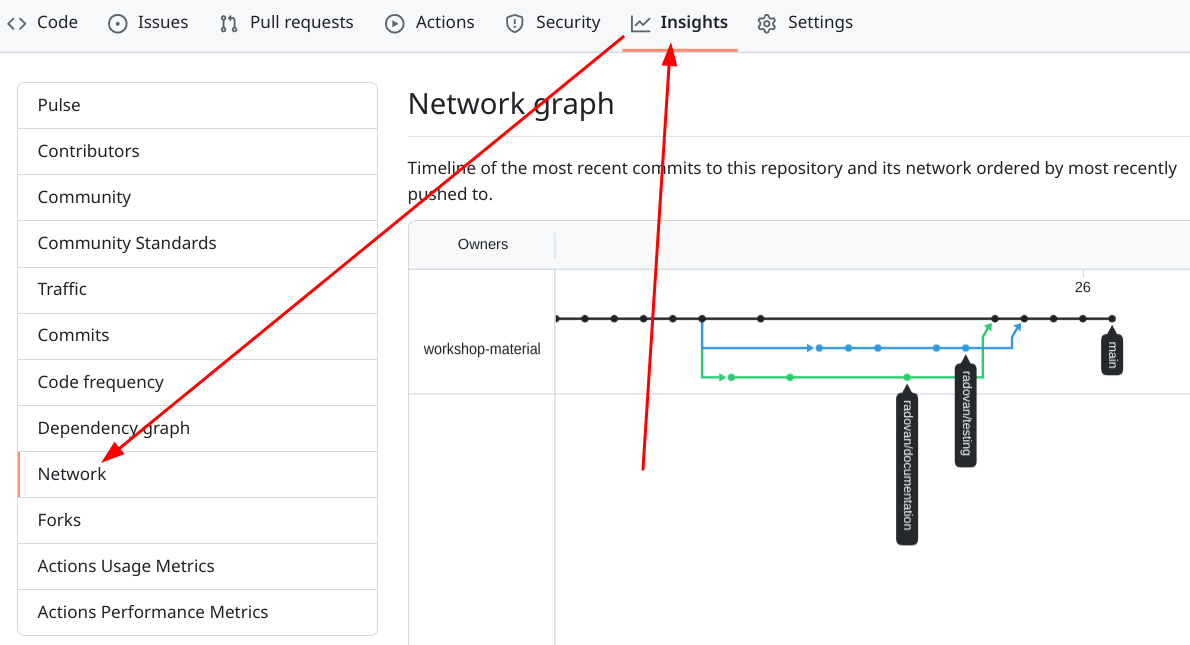 Code Issues Pull requests Actions Security Insights Settings
Pulse
Contributors
Community
Community Standards
Traffic
Commits
Code frequency
Dependency graph
Network
Forks
Actions Usage Metrics
Actions Performance Metrics
Network graph
Timeline of the most recent commits to this repository and its network ordered by most recently
pushed to.
Owners
26
workshop-material
main
radovan/testing
radovan/documentation